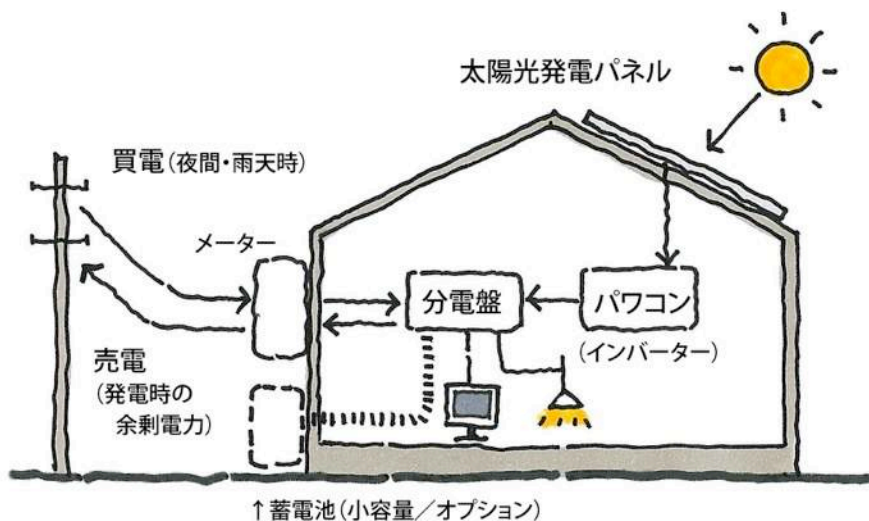 太陽光発電パネル
買電(夜間・雨天時)
メーター
分電盤
パワコン
(インバーター)
売電
(発電時の
余剰電力)
↑蓄電池(小容量／オプション)